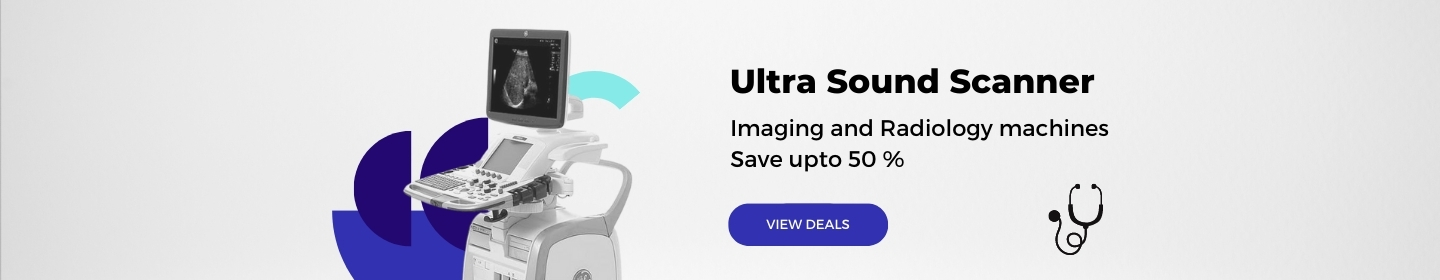 Ultra Sound Scanner
Imaging and Radiology machines
Save upto 50 %
VIEW DEALS